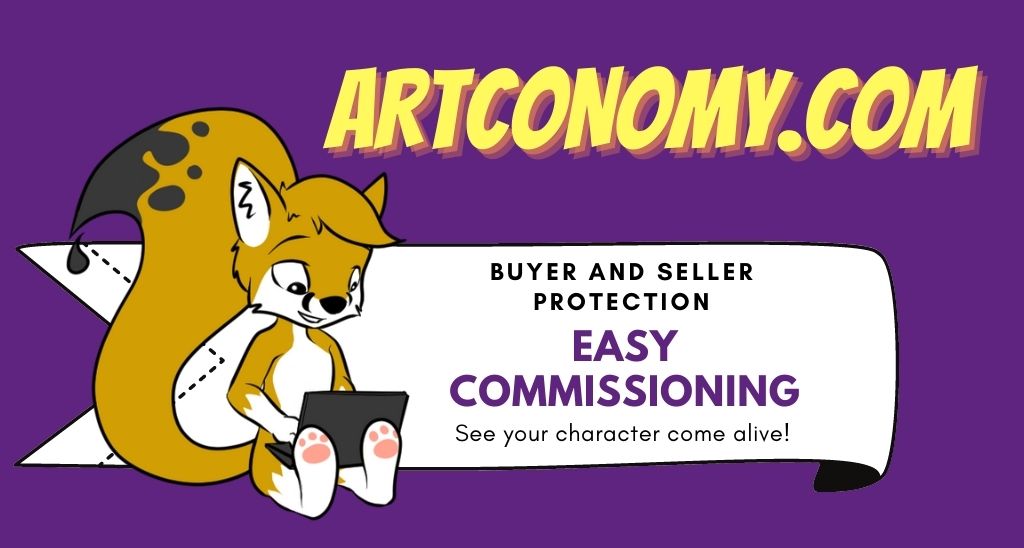 ARTCONOMY.COM
BUYER AND SELLER
PROTECTION
EASY
COMMISSIONING
See your character come alive!